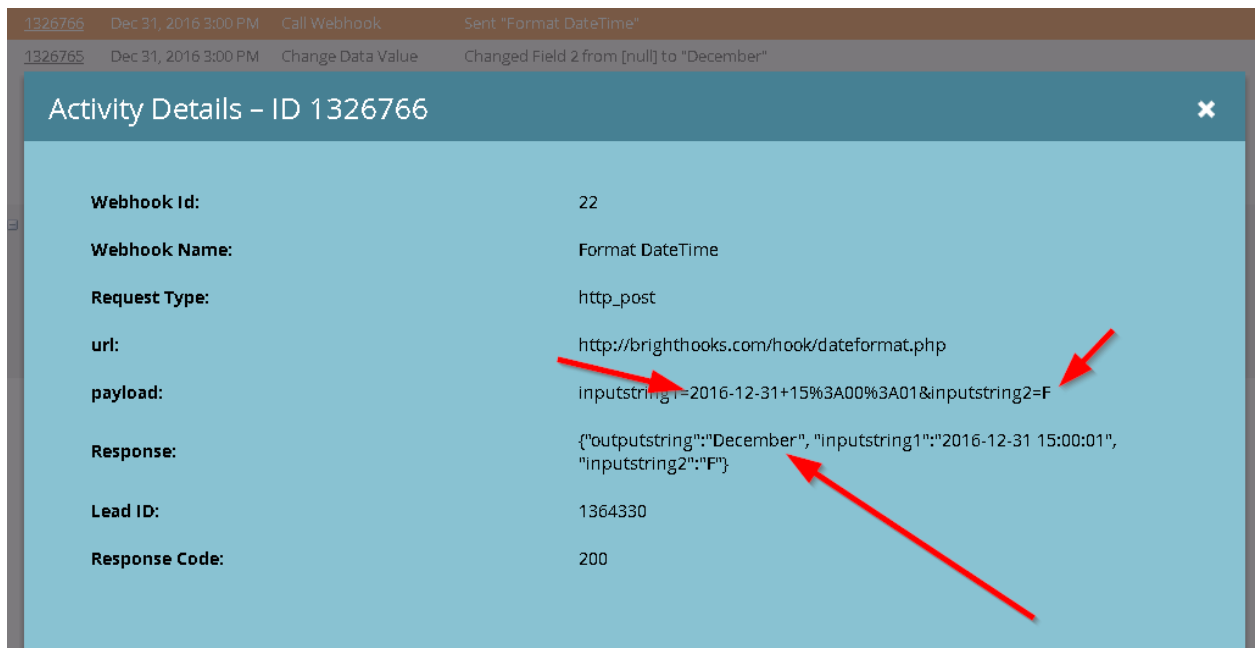 1326766 Dec 31, 2016 3:00 PM Call Webhook Sent "Format DateTime"
1326765 Dec 31, 2016 3:00 PM Change Data Value Changed Field 2 from [null] to "December"
Activity Details – ID 1326766
Webhook Id: 22
Webhook Name: Format DateTime
Request Type: http_post
url: http://brighthooks.com/hook/dateformat.php
payload: inputstring1=2016-12-31+15%3A00%3A01&inputstring2=F
Response: {"outputstring":"December", "inputstring1":"2016-12-31 15:00:01",
"inputstring2":"F"}
Lead ID: 1364330
Response Code: 200